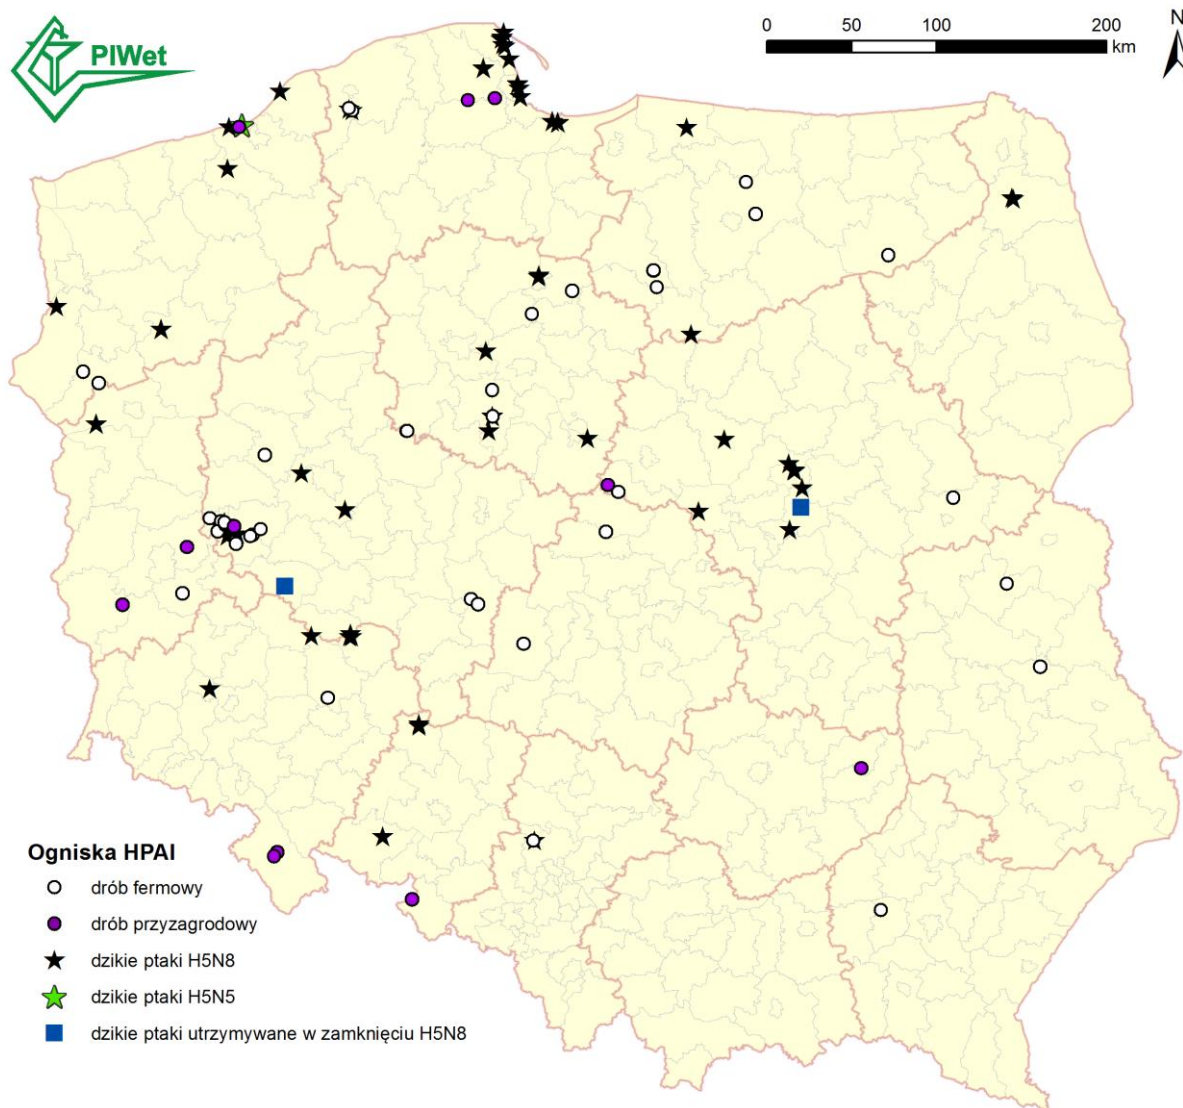 PIWet
0 50 100 200
km
N
Ogniska HPAI
drób fermowy
drób przyzagrodowy
dzikie ptaki H5N8
dzikie ptaki H5N5
dzikie ptaki utrzymywane w zamknięciu H5N8